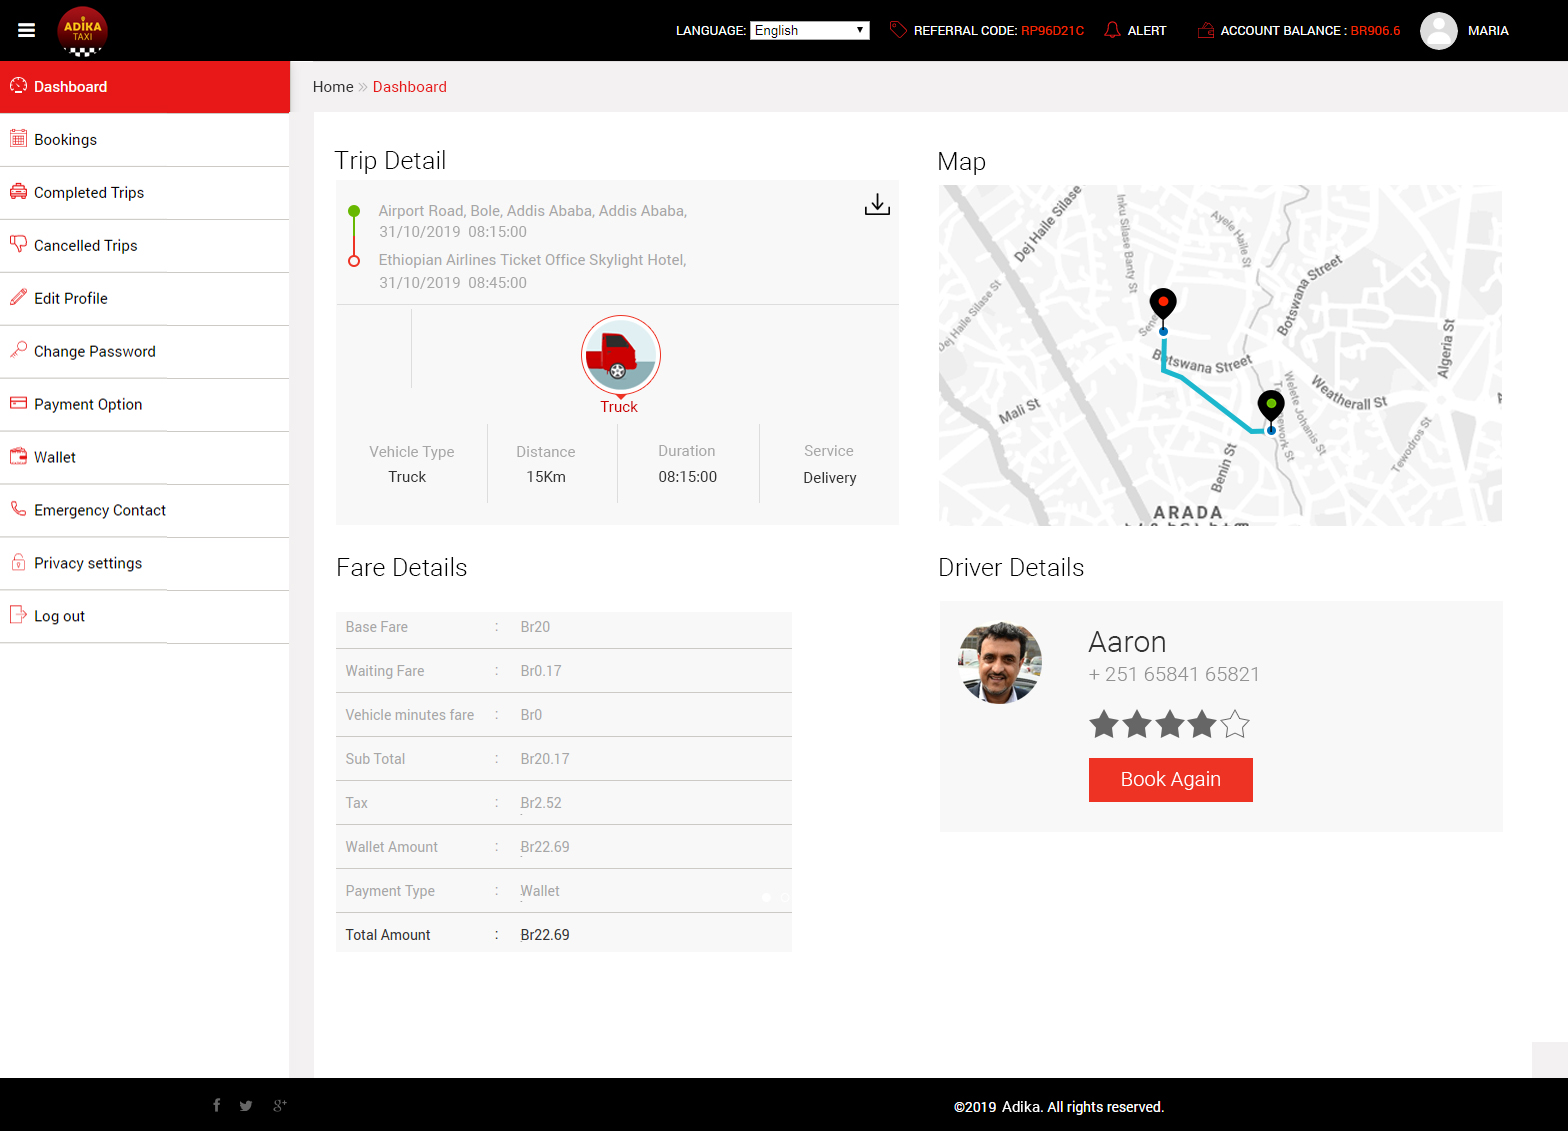 ADIKA
TAXI
LANGUAGE: English
REFERRAL CODE: RP96D21C
ALERT
ACCOUNT BALANCE : BR906.6
MARIA
Dashboard
Bookings
Completed Trips
Cancelled Trips
Edit Profile
Change Password
Payment Option
Wallet
Emergency Contact
Privacy settings
Log out
Home » Dashboard
Trip Detail
Airport Road, Bole, Addis Ababa, Addis Ababa,
31/10/2019 08:15:00
Ethiopian Airlines Ticket Office Skylight Hotel,
31/10/2019 08:45:00
Truck
Vehicle Type
Truck
Distance
15Km
Duration
08:15:00
Service
Delivery
Map
Dej Haile Silase
Inku Silase Banty St
Ayele Haile St
Botswana Street
Dej Haile Silase St
Botswana Street
Algeria St
Mali St
Welete Johanis St
Weatherall St
Tewodros St
Benin St
ARADA
Fare Details
Base Fare : Br20
Waiting Fare : Br0.17
Vehicle minutes fare : Br0
Sub Total : Br20.17
Tax : Br2.52
Wallet Amount : Br22.69
Payment Type : Wallet
Total Amount : Br22.69
Driver Details
Aaron
+ 251 65841 65821
Book Again
©2019 Adika. All rights reserved.